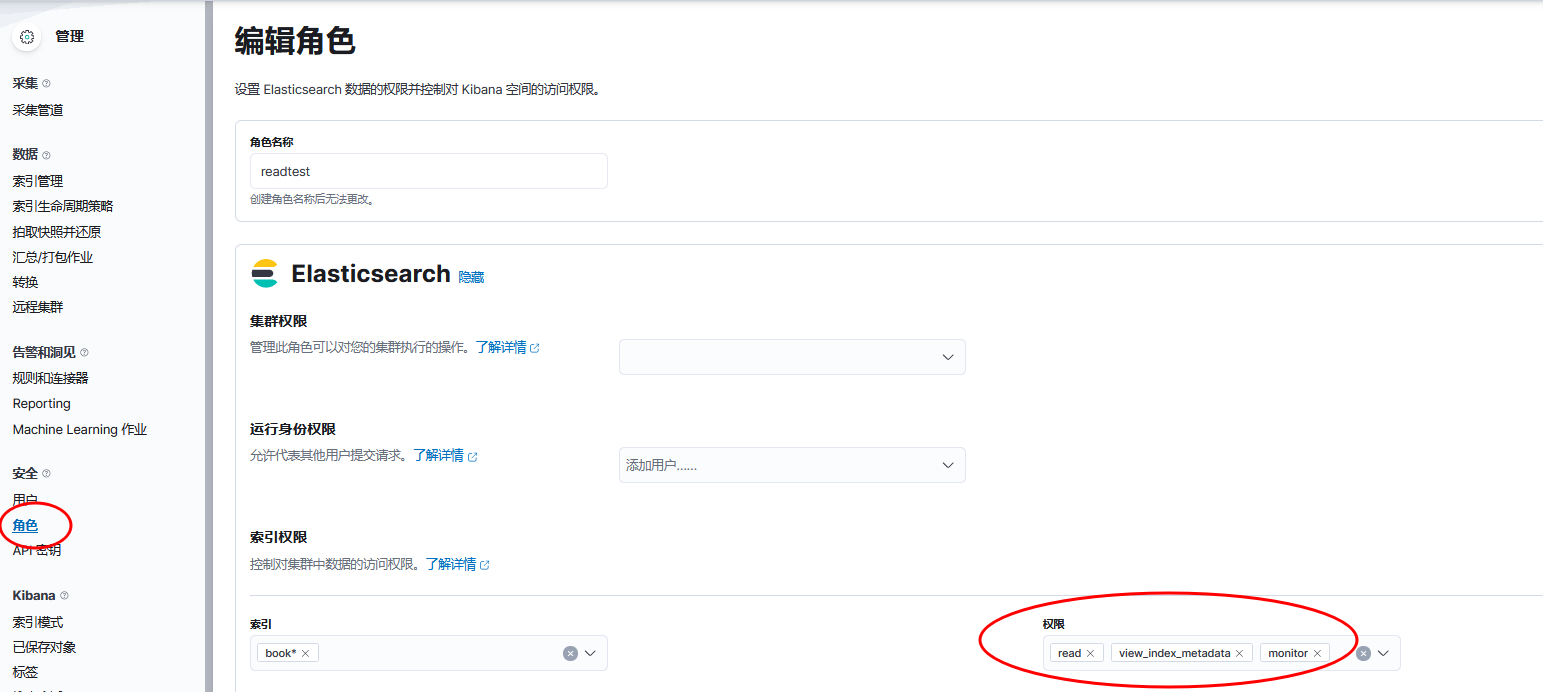 管理
采集
采集管道
数据
索引管理
索引生命周期策略
拍取快照并还原
汇总/打包作业
转换
远程集群
告警和洞见
规则和连接器
Reporting
Machine Learning 作业
安全
用户
角色
API 密钥
Kibana
索引模式
已保存对象
标签
编辑角色
设置 Elasticsearch 数据的权限并控制对 Kibana 空间的访问权限。
角色名称
readtest
创建角色名称后无法更改。
Elasticsearch 隐藏
集群权限
管理此角色可以对您的集群执行的操作。了解详情
运行身份权限
允许代表其他用户提交请求。了解详情
添加用户......
索引权限
控制对集群中数据的访问权限。了解详情
索引
book*
权限
read view_index_metadata monitor